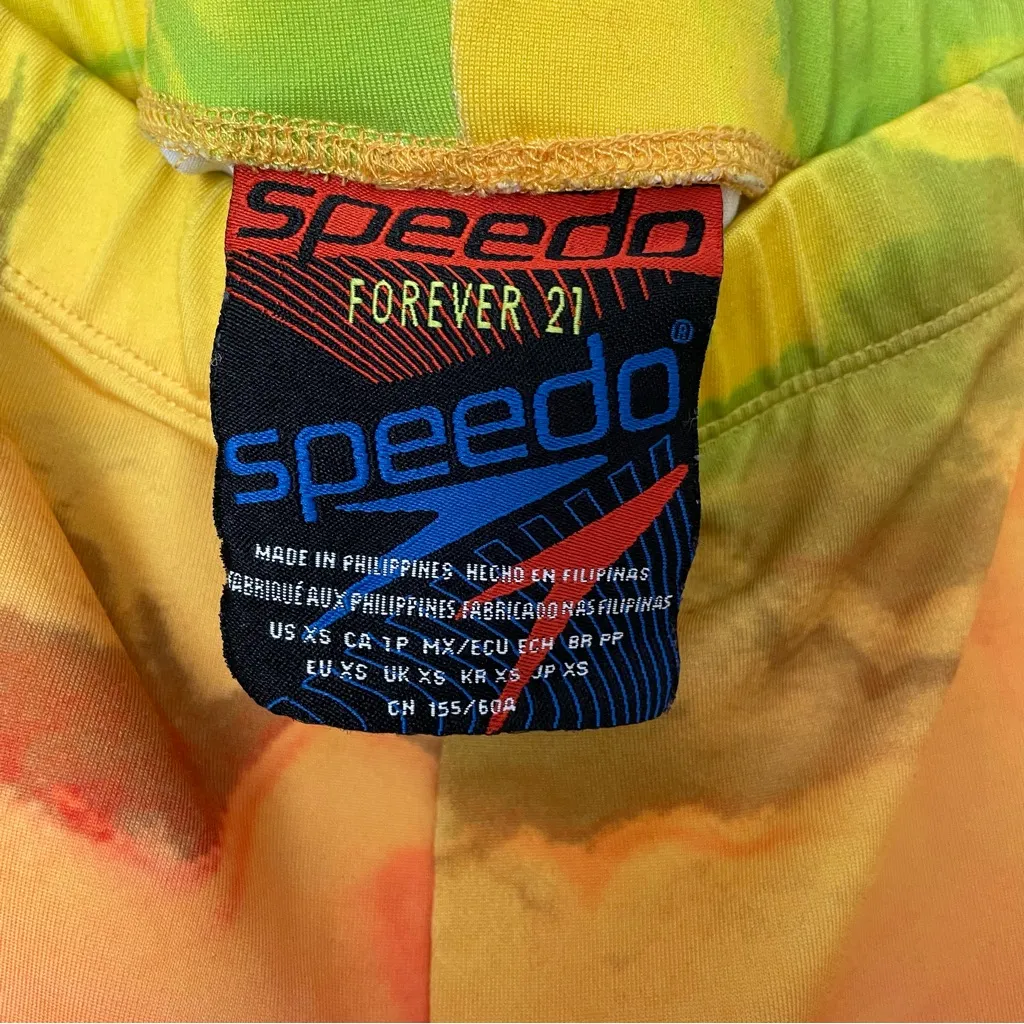 speedo
FOREVER 21
speedo®
MADE IN PHILIPPINES HECHO EN FILIPINAS
FABRIQUÉ AUX PHILIPPINES FABRICADO NAS FILIPINAS
US XS CA TP MX/ECU ECH BR PP
EU XS UK XS KR XS JP XS
CN 155/60A